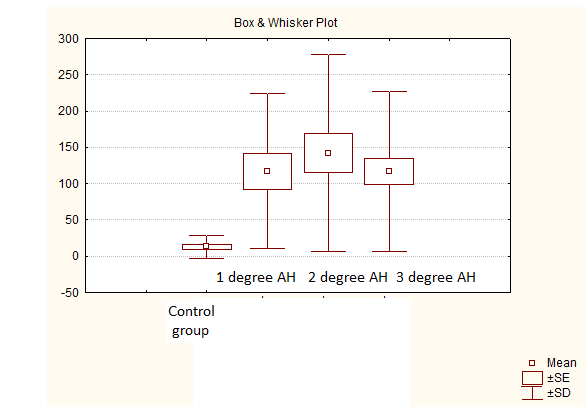 Box & Whisker Plot
300
250
200
150
100
50
0
-50
1 degree AH 2 degree AH 3 degree AH
Control
group
Mean
±SE
±SD